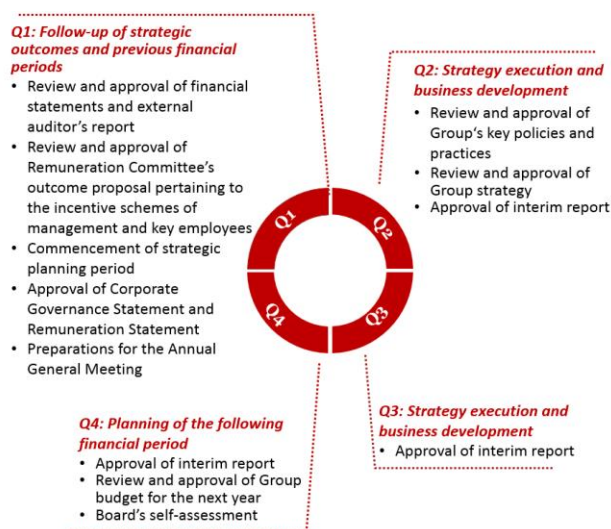 Q1: Follow-up of strategic
outcomes and previous financial
periods
• Review and approval of financial
statements and external
auditor's report
• Review and approval of
Remuneration Committee's
outcome proposal pertaining to
the incentive schemes of
management and key employees
• Commencement of strategic
planning period
• Approval of Corporate
Governance Statement and
Remuneration Statement
• Preparations for the Annual
General Meeting
Q2: Strategy execution and
business development
• Review and approval of
Group's key policies and
practices
• Review and approval of
Group strategy
• Approval of interim report
Q1
Q2
Q4
Q3
Q4: Planning of the following
financial period
• Approval of interim report
• Review and approval of Group
budget for the next year
• Board's self-assessment
Q3: Strategy execution and
business development
• Approval of interim report